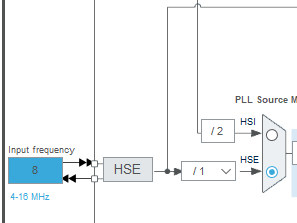 PLL Source M
HSI
/ 2
Input frequency
HSE
8
HSE
/ 1
4-16 MHz